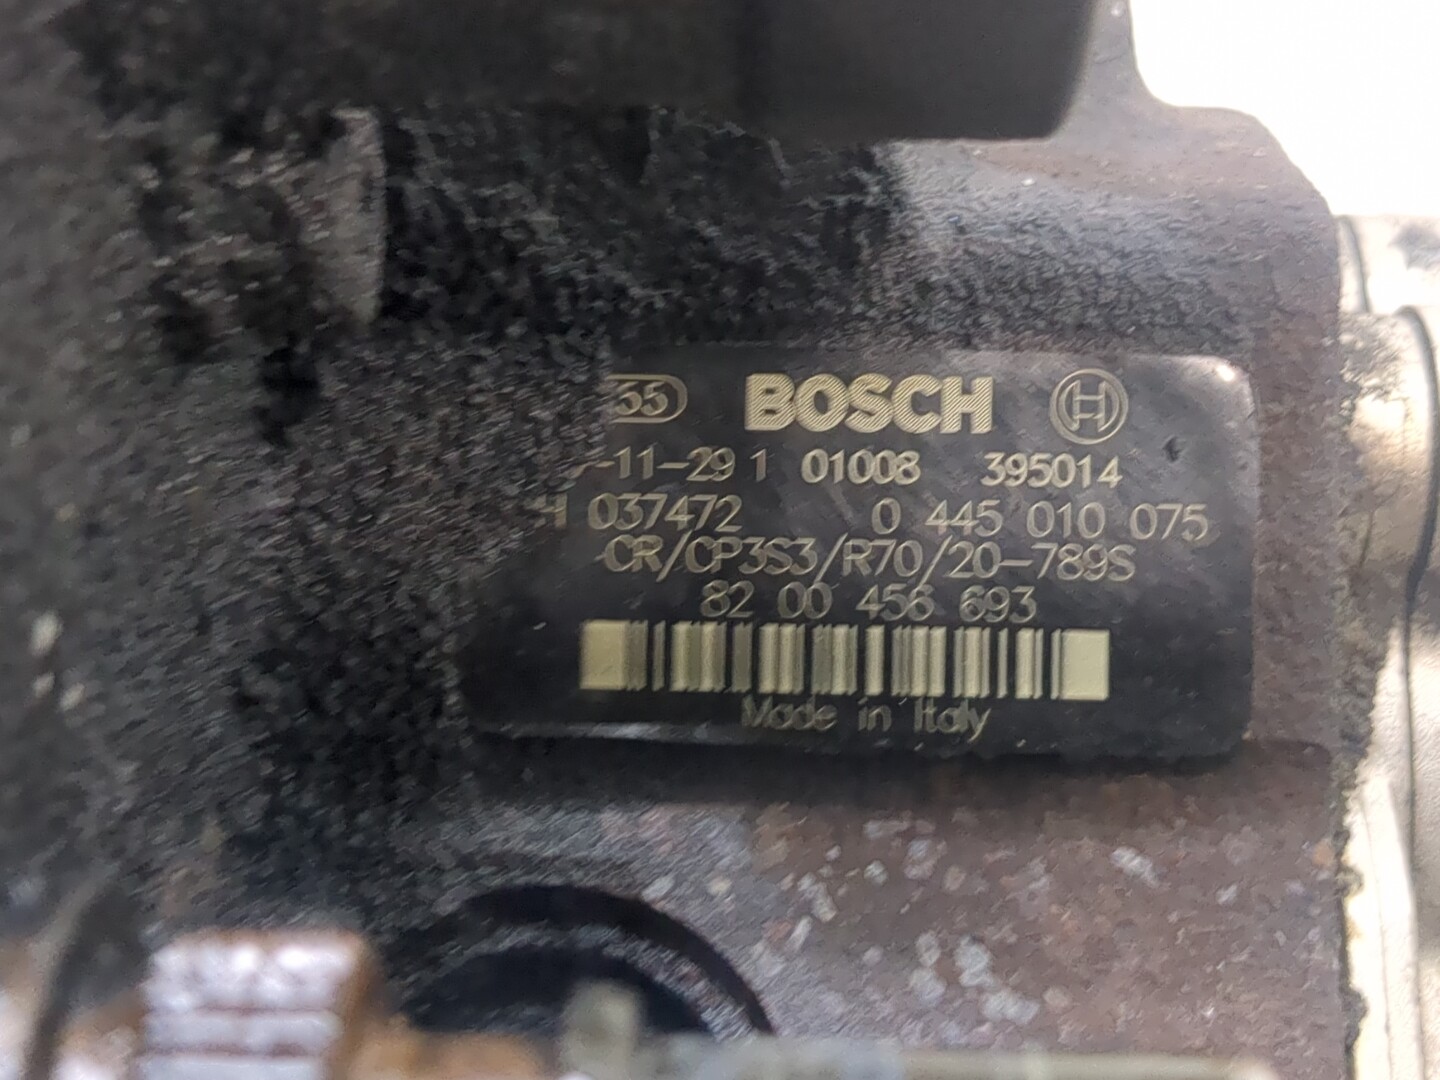 55 BOSCH
-11-29 1 01008 395014
H 037472 0 445 010 075
CR/CP3S3/R70/20-789S
82 00 456 693
Made in Italy